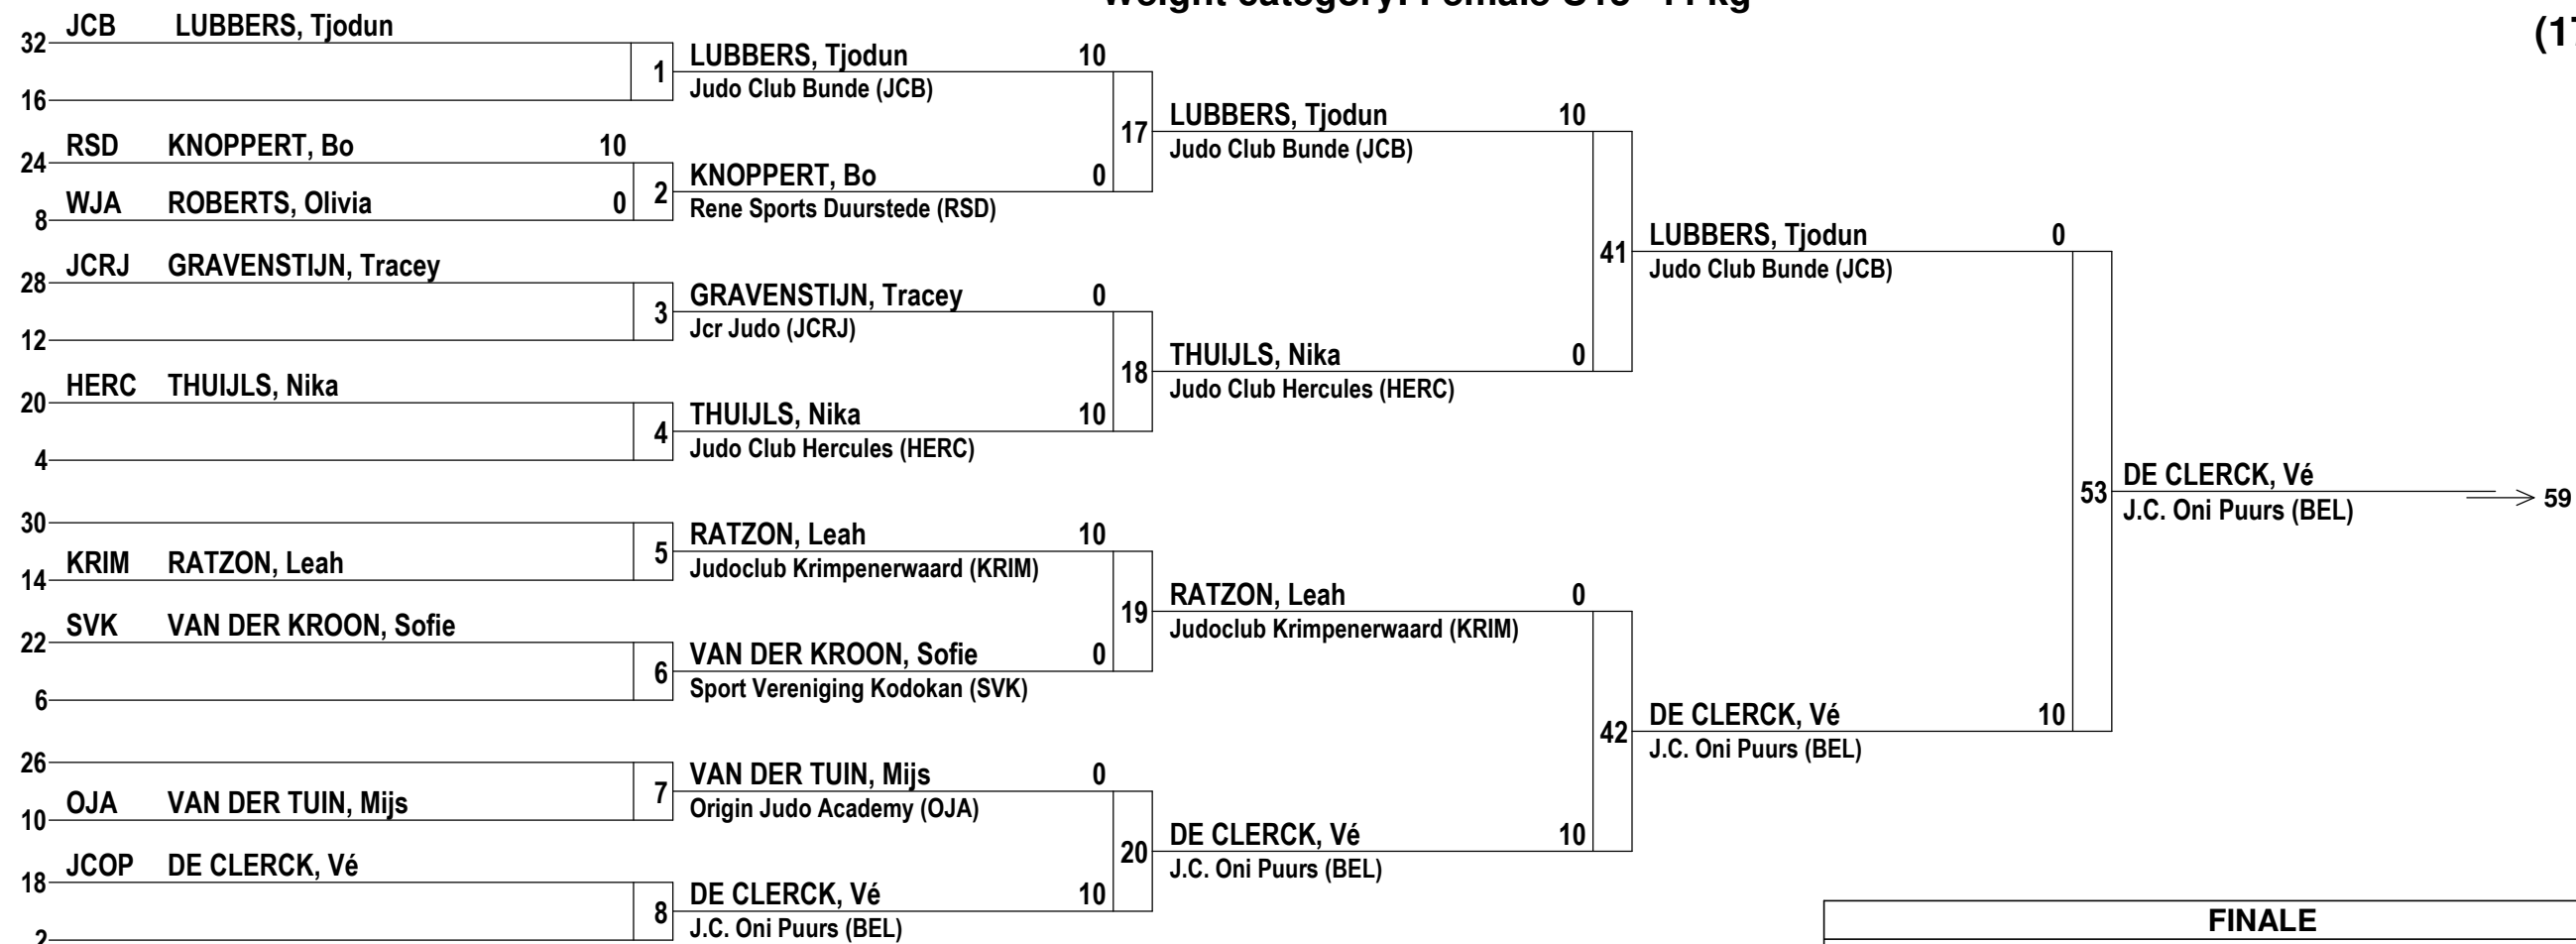 32 JCB LUBBERS, Tjodun
16
1
24 RSD KNOPPERT, Bo 10
8 WJA ROBERTS, Olivia 0
2
28 JCRJ GRAVENSTIJN, Tracey
12
3
20 HERC THUIJLS, Nika
4
4
30
14 KRIM RATZON, Leah
5
22 SVK VAN DER KROON, Sofie
6
6
26
10 OJA VAN DER TUIN, Mijs
7
18 JCOP DE CLERCK, Vé
2
8
LUBBERS, Tjodun 10
Judo Club Bunde (JCB)
17
KNOPPERT, Bo 0
Rene Sports Duurstede (RSD)
GRAVENSTIJN, Tracey 0
Jcr Judo (JCRJ)
18
THUIJLS, Nika 10
Judo Club Hercules (HERC)
RATZON, Leah 10
Judoclub Krimpenerwaard (KRIM)
19
VAN DER KROON, Sofie 0
Sport Vereniging Kodokan (SVK)
VAN DER TUIN, Mijs 0
Origin Judo Academy (OJA)
20
DE CLERCK, Vé 10
J.C. Oni Puurs (BEL)
LUBBERS, Tjodun 10
Judo Club Bunde (JCB)
41
THUIJLS, Nika 0
Judo Club Hercules (HERC)
RATZON, Leah 0
Judoclub Krimpenerwaard (KRIM)
42
DE CLERCK, Vé 10
J.C. Oni Puurs (BEL)
LUBBERS, Tjodun 0
Judo Club Bunde (JCB)
53
DE CLERCK, Vé 10
J.C. Oni Puurs (BEL)
DE CLERCK, Vé
J.C. Oni Puurs (BEL)
59
FINALE